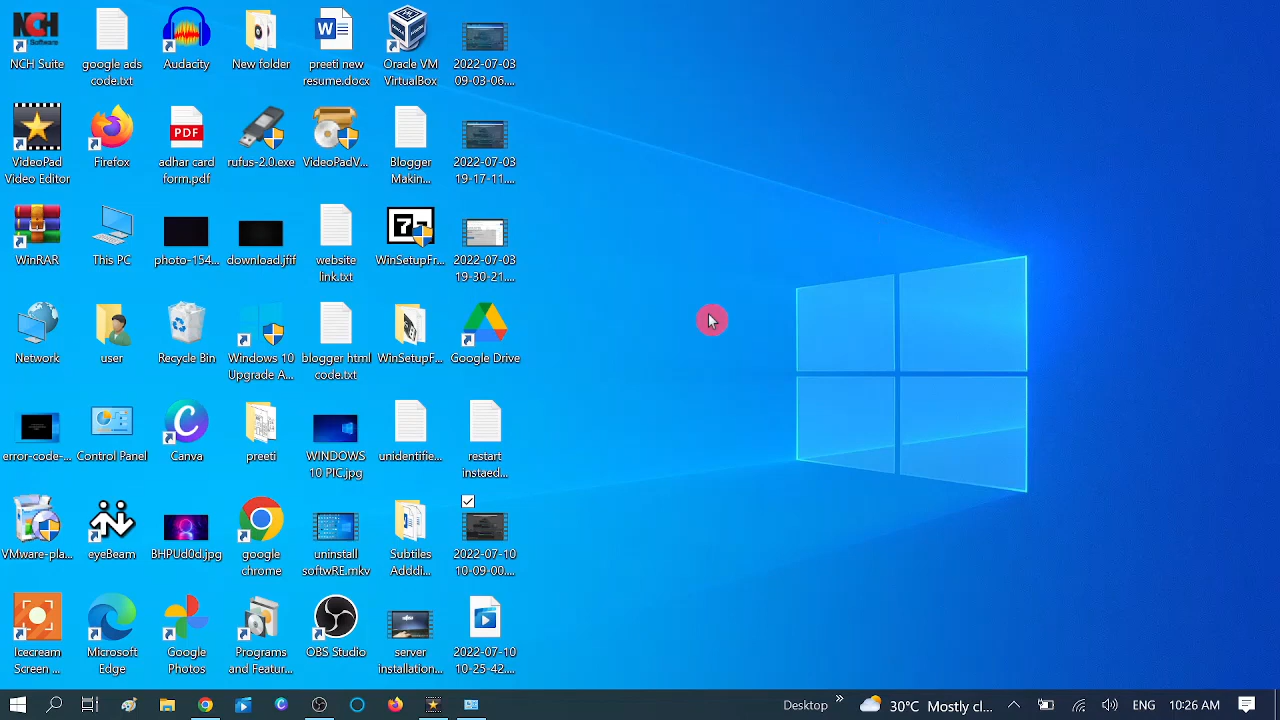 NCH Suite
google ads
code.txt
Audacity
New folder
preeti new
resume.docx
Oracle VM
VirtualBox
2022-07-03
09-03-06....
VideoPad
Video Editor
Firefox
PDF
adhar card
form.pdf
rufus-2.0.exe
VideoPadV...
Blogger
Makin...
2022-07-03
19-17-11....
WinRAR
This PC
photo-154...
download.jfif
website
link.txt
WinSetupFr...
2022-07-03
19-30-21....
Network
user
Recycle Bin
Windows 10
Upgrade A...
blogger html
code.txt
WinSetupF...
Google Drive
error-code-...
Control Panel
Canva
preeti
WINDOWS
10 PIC.jpg
unidentifie...
restart
instaed...
VMware-pla...
eyeBeam
BHPUd0d.jpg
google
chrome
uninstall
softwRE.mkv
Subtiles
Adddi...
2022-07-10
10-09-00....
Icecream
Screen ...
Microsoft
Edge
Google
Photos
Programs
and Featur...
OBS Studio
server
installation...
2022-07-10
10-25-42....
Desktop
30°C Mostly cl...
ENG
10:26 AM